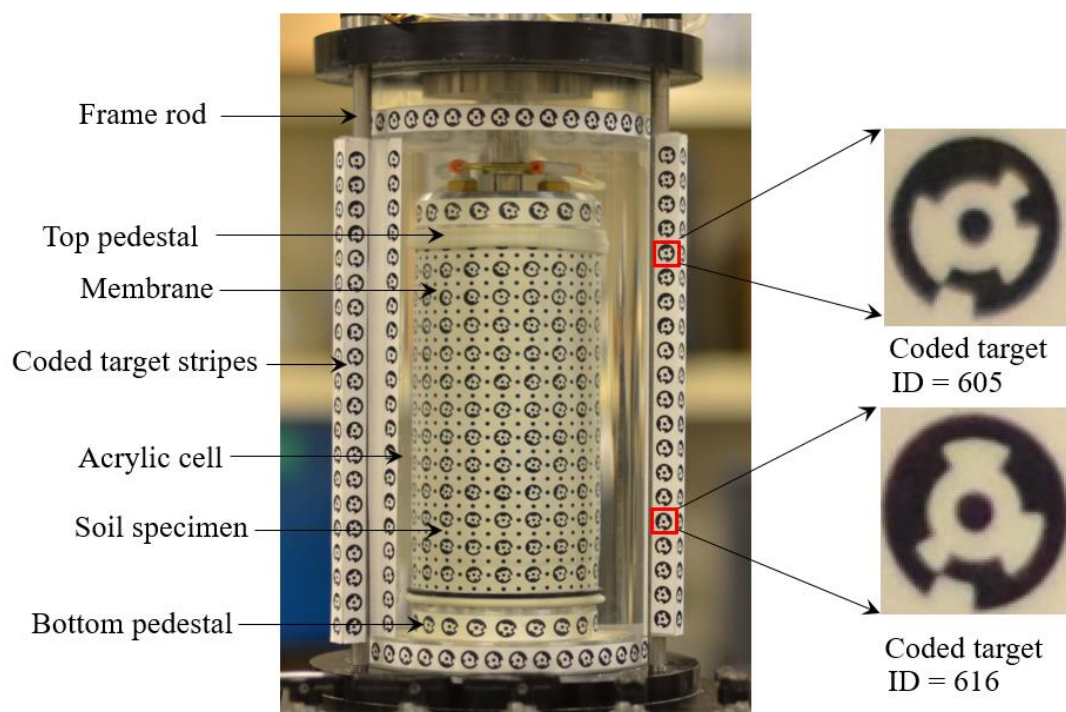 Frame rod
Top pedestal
Membrane
Coded target stripes
Acrylic cell
Soil specimen
Bottom pedestal
Coded target
ID = 605
Coded target
ID = 616